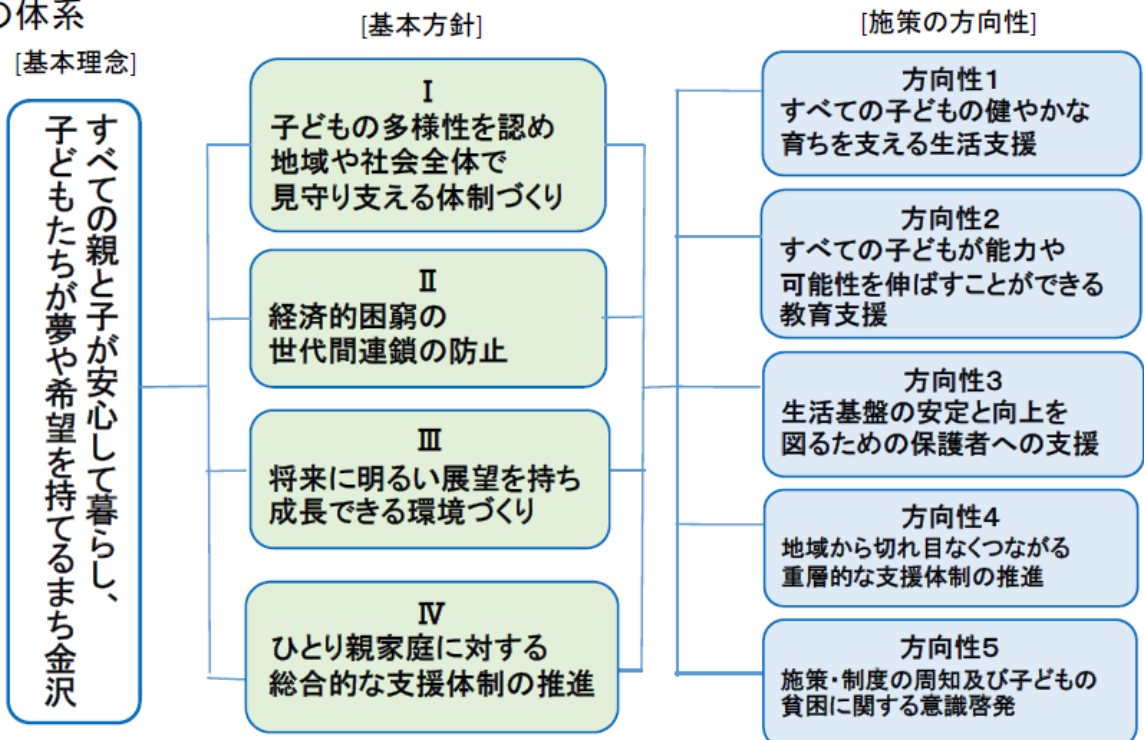 の体系
[基本理念]
すべての親と子が安心して暮らし、
子どもたちが夢や希望を持てるまち金沢
[基本方針]
Ⅰ
子どもの多様性を認め
地域や社会全体で
見守り支える体制づくり
Ⅱ
経済的困窮の
世代間連鎖の防止
Ⅲ
将来に明るい展望を持ち
成長できる環境づくり
Ⅳ
ひとり親家庭に対する
総合的な支援体制の推進
[施策の方向性]
方向性1
すべての子どもの健やかな
育ちを支える生活支援
方向性2
すべての子どもが能力や
可能性を伸ばすことができる
教育支援
方向性3
生活基盤の安定と向上を
図るための保護者への支援
方向性4
地域から切れ目なくつながる
重層的な支援体制の推進
方向性5
施策・制度の周知及び子どもの
貧困に関する意識啓発